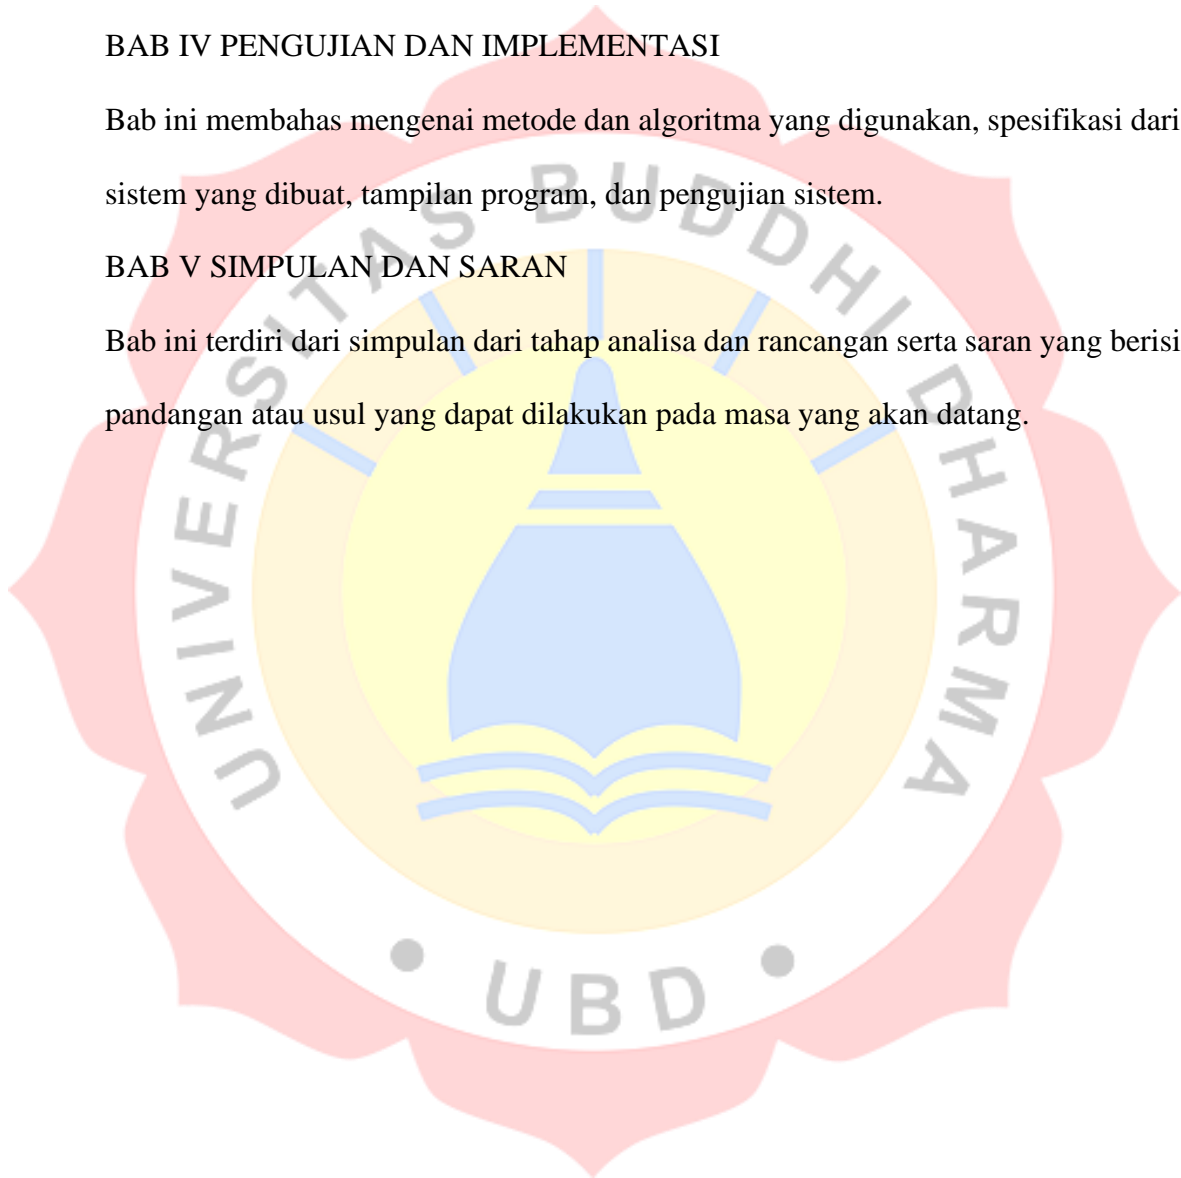 BAB IV PENGUJIAN DAN IMPLEMENTASI
Bab ini membahas mengenai metode dan algoritma yang digunakan, spesifikasi dari
sistem yang dibuat, tampilan program, dan pengujian sistem.
BAB V SIMPULAN DAN SARAN
Bab ini terdiri dari simpulan dari tahap analisa dan rancangan serta saran yang berisi
pandangan atau usul yang dapat dilakukan pada masa yang akan datang.
UNIVERSITAS BUDDHI DHARMA
• UBD •